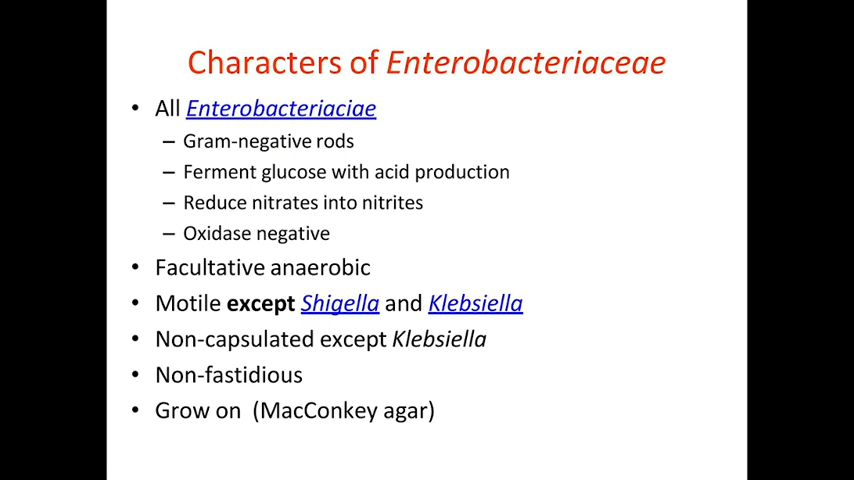 Characters of Enterobacteriaceae
• All Enterobacteriaciae
– Gram-negative rods
– Ferment glucose with acid production
– Reduce nitrates into nitrites
– Oxidase negative
• Facultative anaerobic
• Motile except Shigella and Klebsiella
• Non-capsulated except Klebsiella
• Non-fastidious
• Grow on (MacConkey agar)